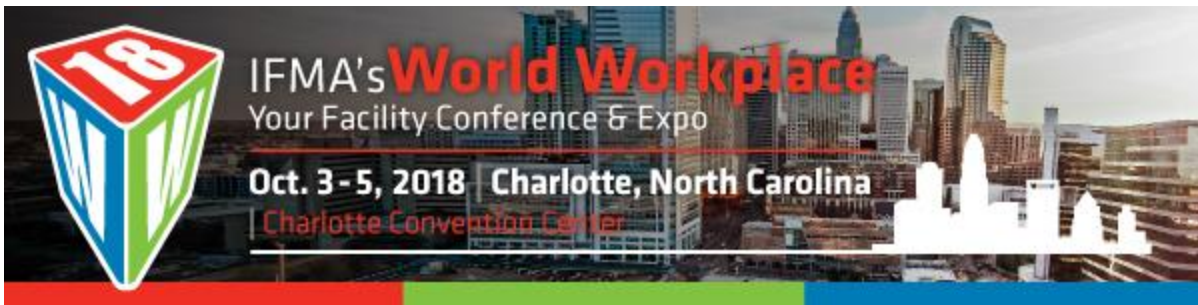 18
W W
IFMA's World Workplace
Your Facility Conference & Expo
Oct. 3-5, 2018 | Charlotte, North Carolina
| Charlotte Convention Center